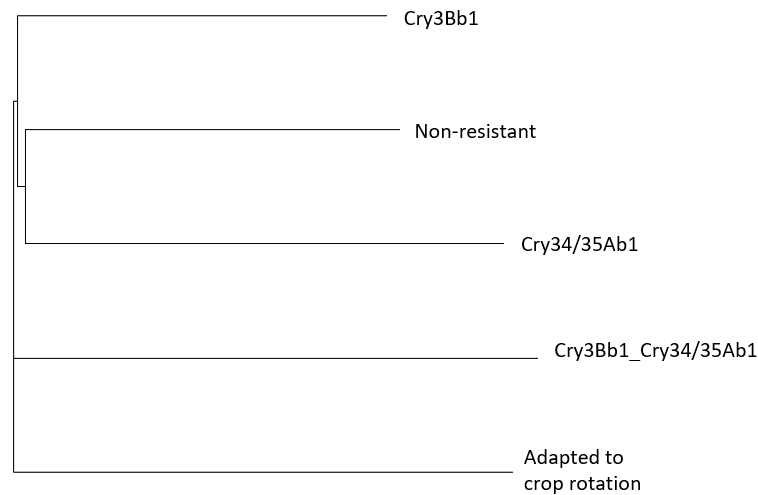 Cry3Bb1
Non-resistant
Cry34/35Ab1
Cry3Bb1_Cry34/35Ab1
Adapted to
crop rotation